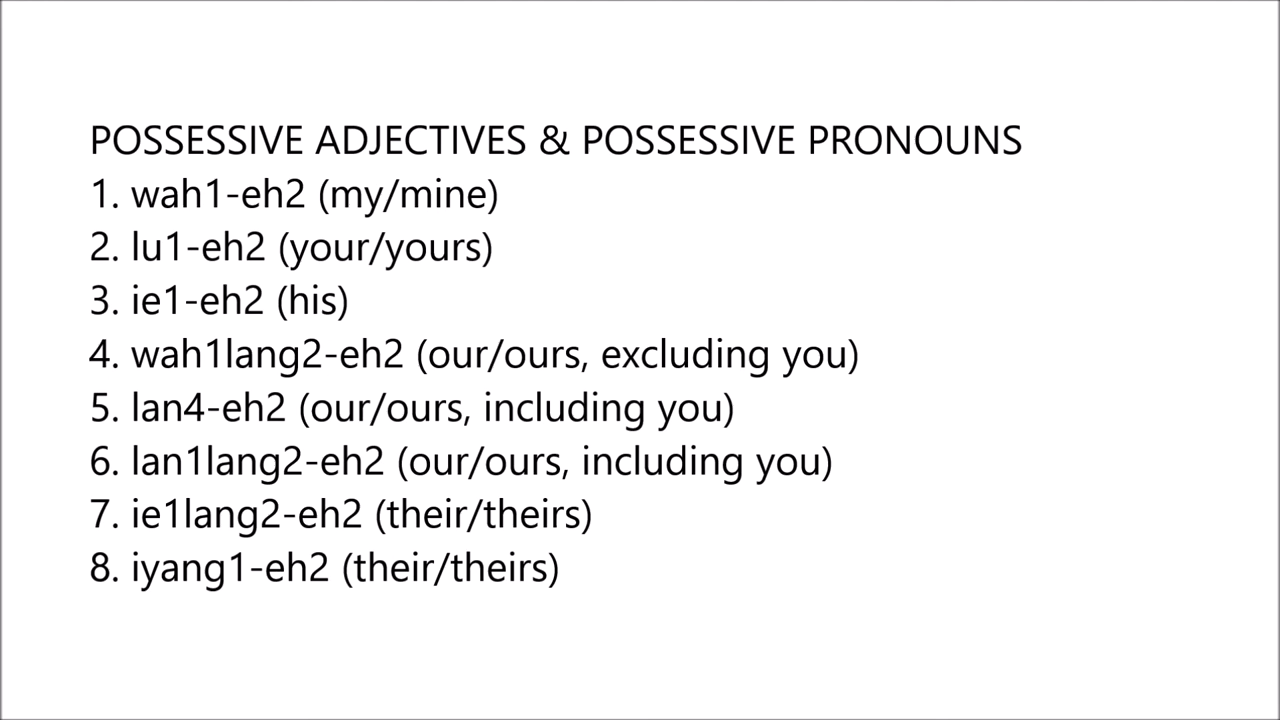 POSSESSIVE ADJECTIVES & POSSESSIVE PRONOUNS
1. wah1-eh2 (my/mine)
2. lu1-eh2 (your/yours)
3. ie1-eh2 (his)
4. wah1lang2-eh2 (our/ours, excluding you)
5. lan4-eh2 (our/ours, including you)
6. lan1lang2-eh2 (our/ours, including you)
7. ie1lang2-eh2 (their/theirs)
8. iyang1-eh2 (their/theirs)